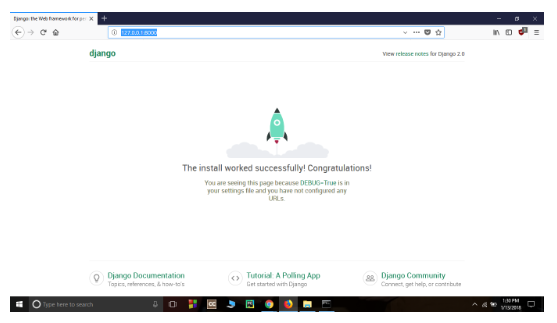 Django: the Web framework for per
127.0.0.1:8000
django
View release notes for Django 2.0
The install worked successfully! Congratulations!
You are seeing this page because DEBUG=True is in
your settings file and you have not configured any
URLs.
Django Documentation
Topics, references, & how-to's
Tutorial: A Polling App
Get started with Django
Django Community
Connect, get help, or contribute
Type here to search
1:30 PM
5/13/2018